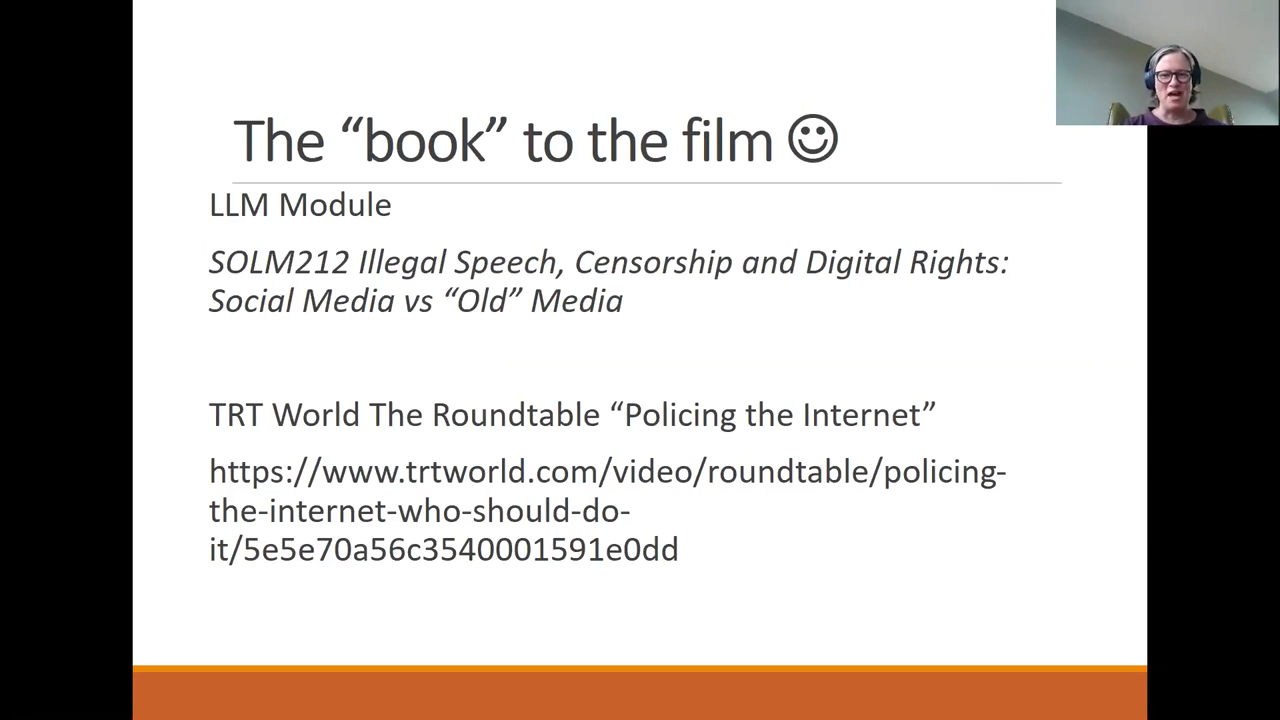 The “book” to the film ☺
LLM Module
SOLM212 Illegal Speech, Censorship and Digital Rights:
Social Media vs “Old” Media
TRT World The Roundtable “Policing the Internet”
https://www.trtworld.com/video/roundtable/policing-
the-internet-who-should-do-
it/5e5e70a56c3540001591e0dd